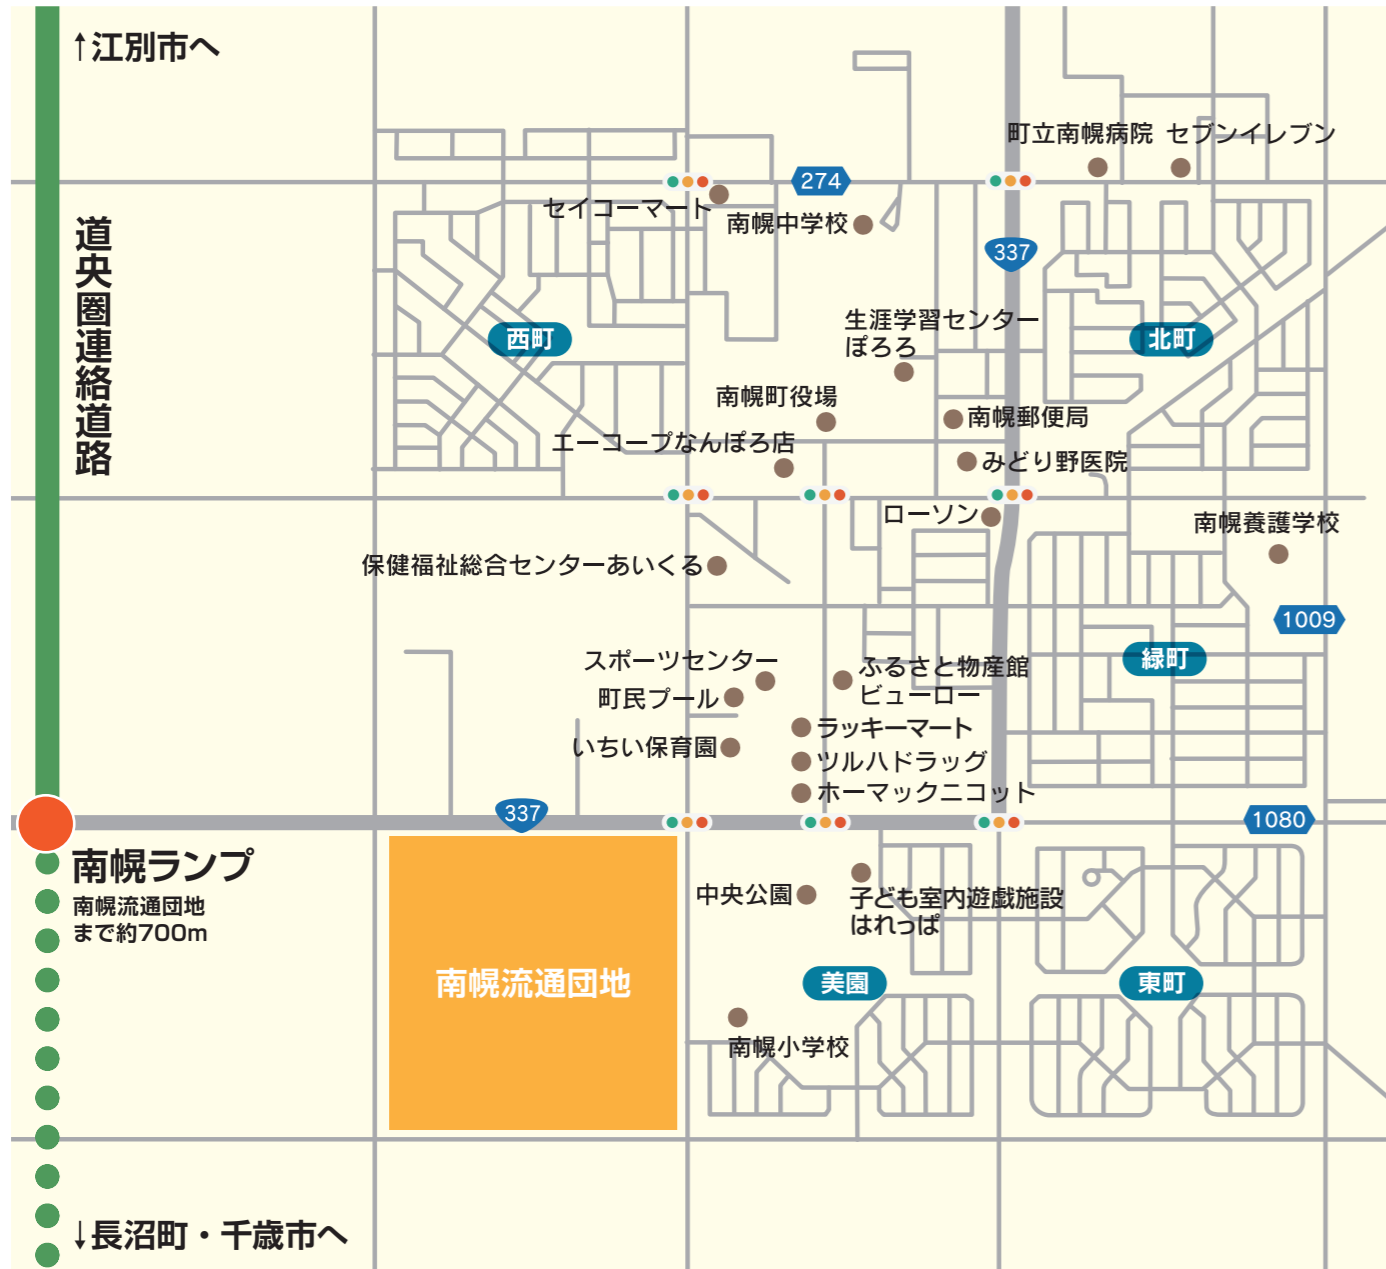 ↑江別市へ
町立南幌病院
セブンイレブン
274
セイコーマート
南幌中学校
道央圏連絡道路
337
生涯学習センター
ぽろろ
西町
北町
南幌町役場
南幌郵便局
エーコープなんぽろ店
みどり野医院
ローソン
南幌養護学校
保健福祉総合センターあいくる
1009
スポーツセンター
ふるさと物産館
ビューロー
緑町
町民プール
ラッキーマート
いちい保育園
ツルハドラッグ
ホーマックニコット
337
1080
南幌ランプ
南幌流通団地
まで約700m
中央公園
子ども室内遊戯施設
はれっぱ
南幌流通団地
美園
東町
南幌小学校
↓長沼町・千歳市へ